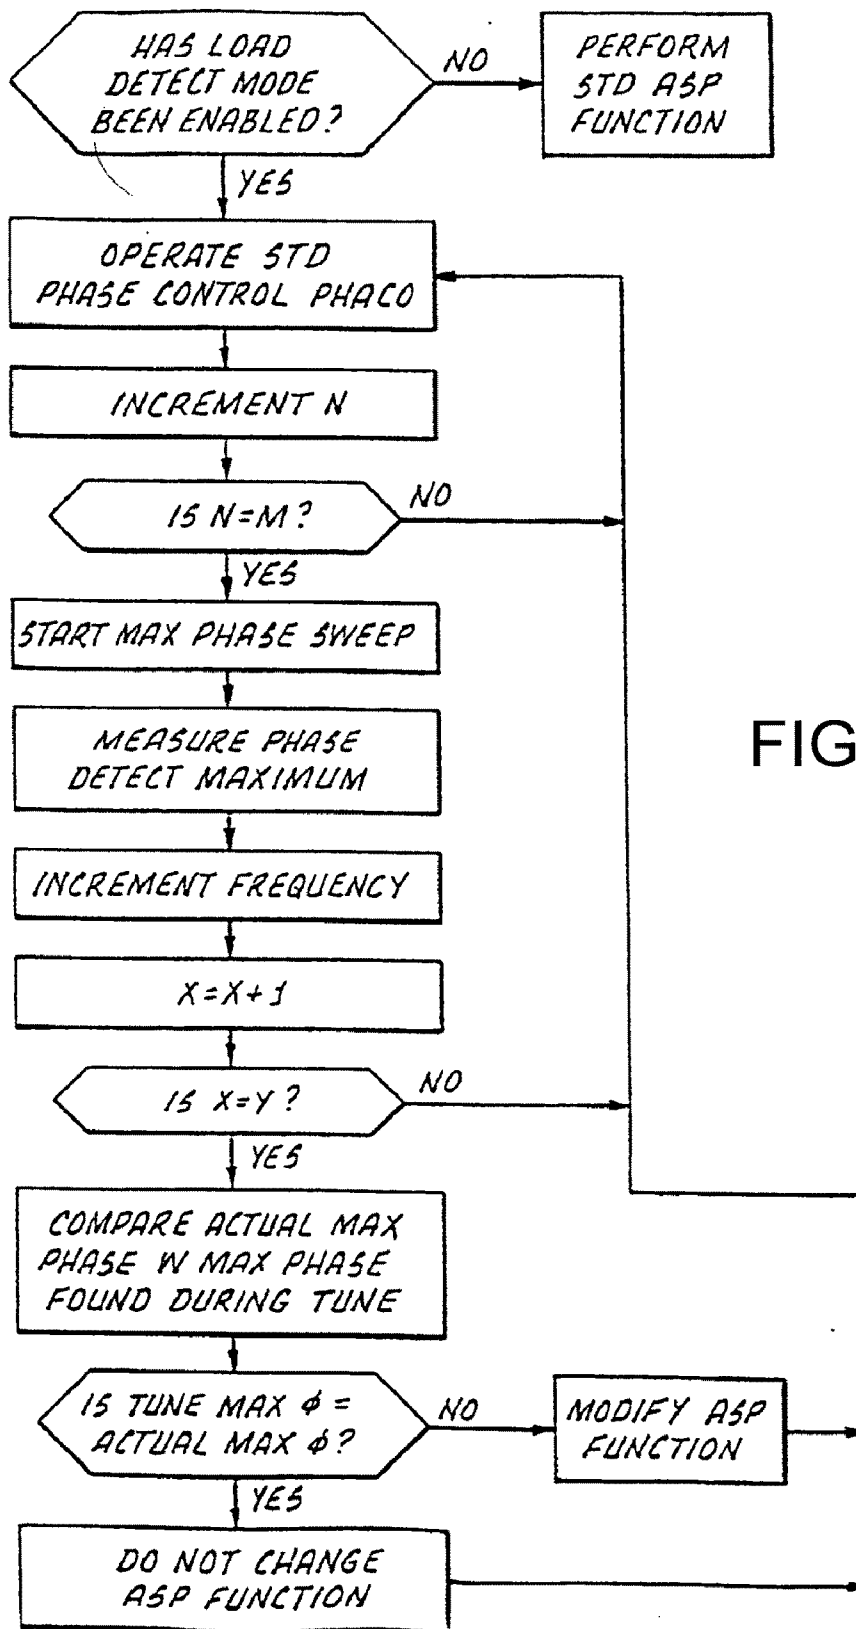 HAS LOAD
DETECT MODE
BEEN ENABLED?
NO
PERFORM
STD ASP
FUNCTION
YES
OPERATE STD
PHASE CONTROL PHACO
INCREMENT N
IS N=M?
NO
YES
START MAX PHASE SWEEP
MEASURE PHASE
DETECT MAXIMUM
FIG
INCREMENT FREQUENCY
X=X+1
IS X=Y?
NO
YES
COMPARE ACTUAL MAX
PHASE W MAX PHASE
FOUND DURING TUNE
IS TUNE MAX ϕ =
ACTUAL MAX ϕ?
NO
MODIFY ASP
FUNCTION
YES
DO NOT CHANGE
ASP FUNCTION